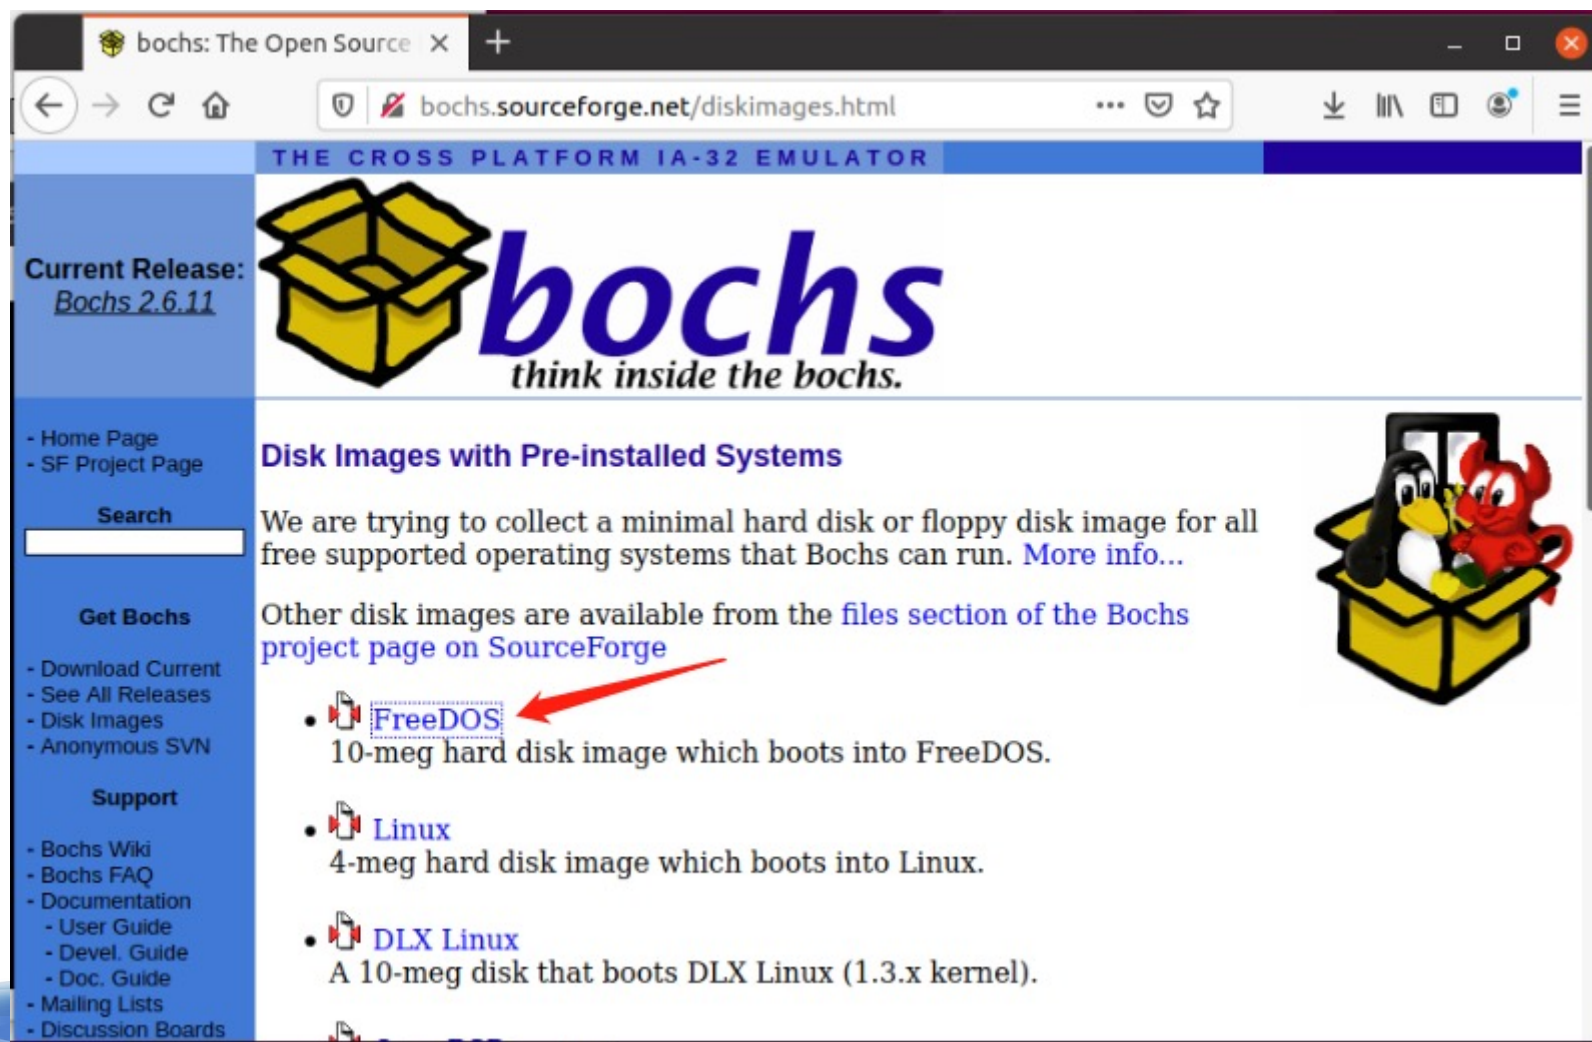 bochs: The Open Source
bochs.sourceforge.net/diskimages.html
THE CROSS PLATFORM IA-32 EMULATOR
Current Release:
Bochs 2.6.11
bochs
think inside the bochs.
- Home Page
- SF Project Page
Search
Get Bochs
- Download Current
- See All Releases
- Disk Images
- Anonymous SVN
Support
- Bochs Wiki
- Bochs FAQ
- Documentation
- User Guide
- Devel. Guide
- Doc. Guide
- Mailing Lists
- Discussion Boards
Disk Images with Pre-installed Systems
We are trying to collect a minimal hard disk or floppy disk image for all
free supported operating systems that Bochs can run. More info...
Other disk images are available from the files section of the Bochs
project page on SourceForge
• FreeDOS
10-meg hard disk image which boots into FreeDOS.
• Linux
4-meg hard disk image which boots into Linux.
• DLX Linux
A 10-meg disk that boots DLX Linux (1.3.x kernel).